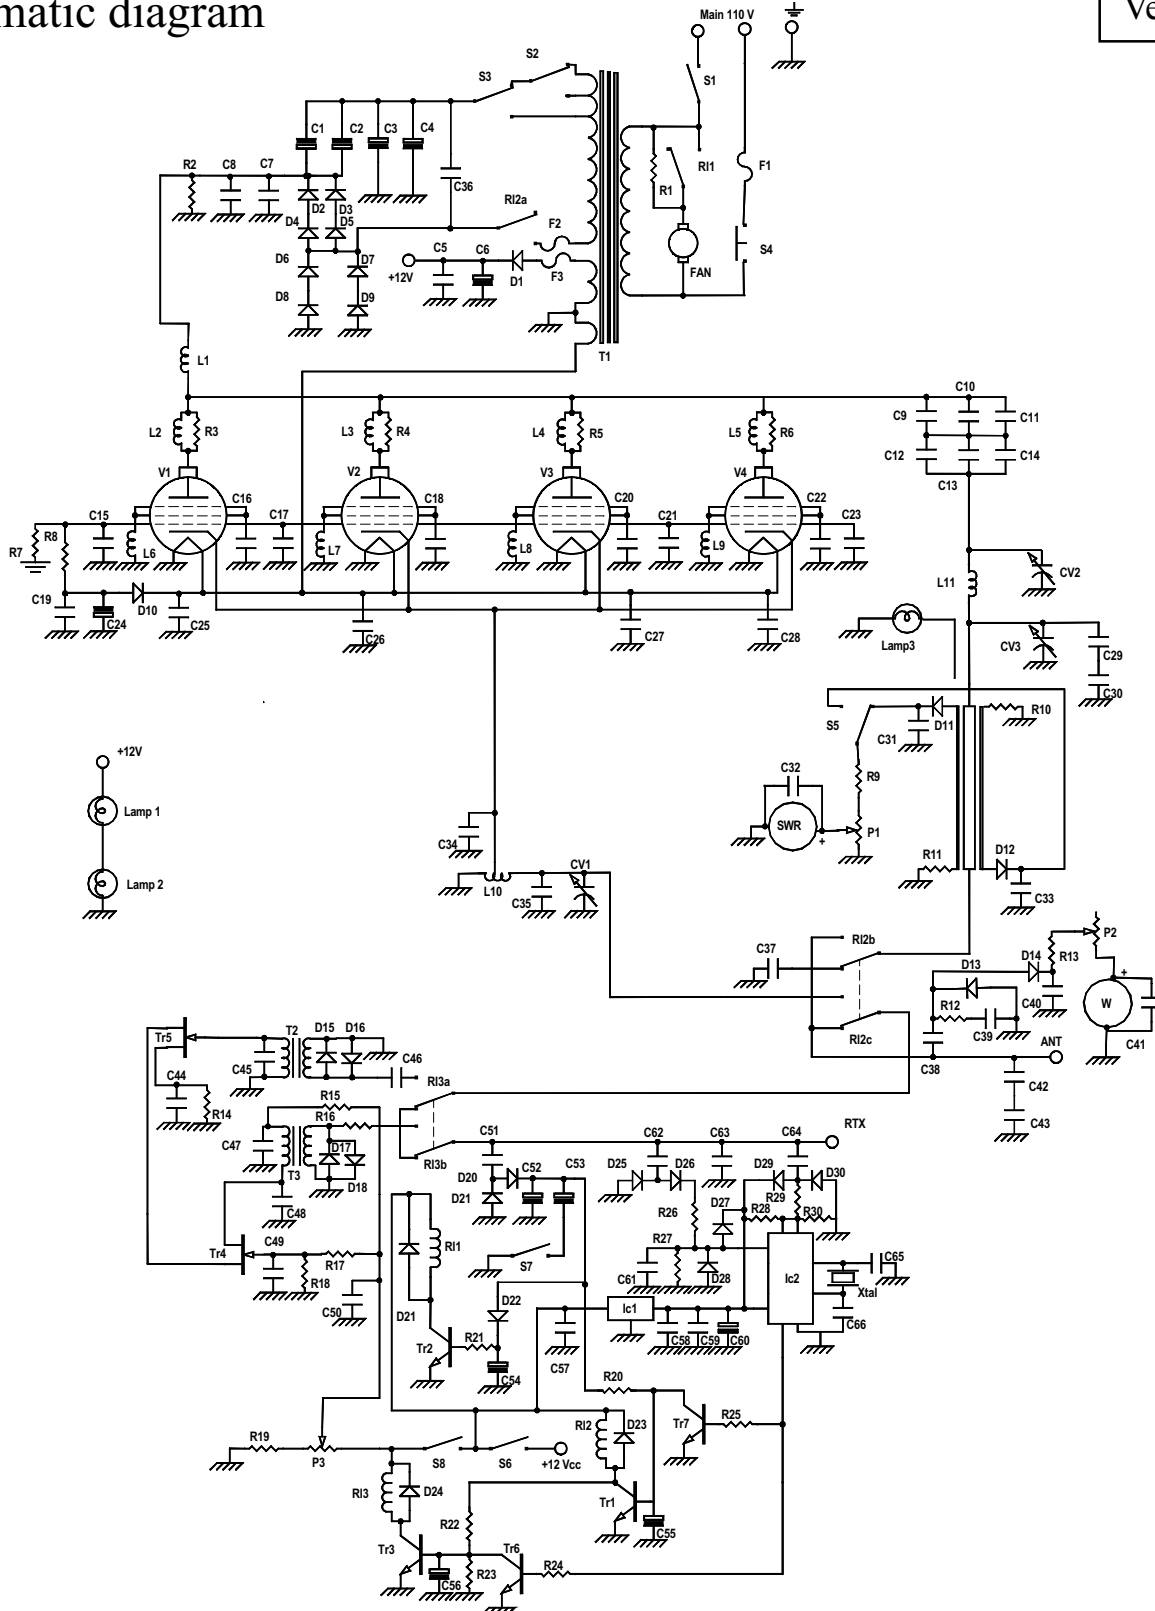 matic diagram
Ve
Main 110 V
S2
S3
S1
C1
C2
C3
C4
R2
C8
C7
C36
R1
Rl1
F1
D2
D3
D4
D5
Rl2a
F2
S4
D6
D7
+12V
C5
C6
D1
F3
FAN
D8
D9
L1
T1
C10
C9
C11
L2
R3
L3
R4
L4
R5
L5
R6
C12
C14
C13
V1
V2
V3
V4
C15
C16
C17
C18
C20
C21
C22
C23
R7
R8
L6
L7
L8
L9
L11
CV2
C19
C24
D10
C25
C26
C27
C28
Lamp3
CV3
C29
C30
S5
C31
D11
R10
+12V
C32
R9
Lamp 1
SWR
P1
+
C34
R11
D12
Lamp 2
CV1
L10
C35
C33
P2
C37
Rl2b
D13
D14
R13
+
R12
C40
W
C39
Rl2c
C38
ANT
C41
Tr5
T2
D15
D16
C45
C46
C44
R14
Rl3a
C42
C43
R15
R16
C47
D17
T3
D18
Rl3b
C51
RTX
C62
C63
C64
C48
D20
C52
C53
D25
D26
D29
D30
D21
R29
R26
D27
R28
R30
Tr4
C49
R17
R18
Rl1
S7
R27
C61
D28
Ic2
C65
Xtal
C50
D21
D22
Ic1
C66
Tr2
R21
C57
C58
C59
C60
C54
R20
R19
P3
S8
S6
+12 Vcc
Rl2
D23
Tr7
R25
Rl3
D24
Tr1
C55
R22
Tr3
Tr6
C56
R23
R24